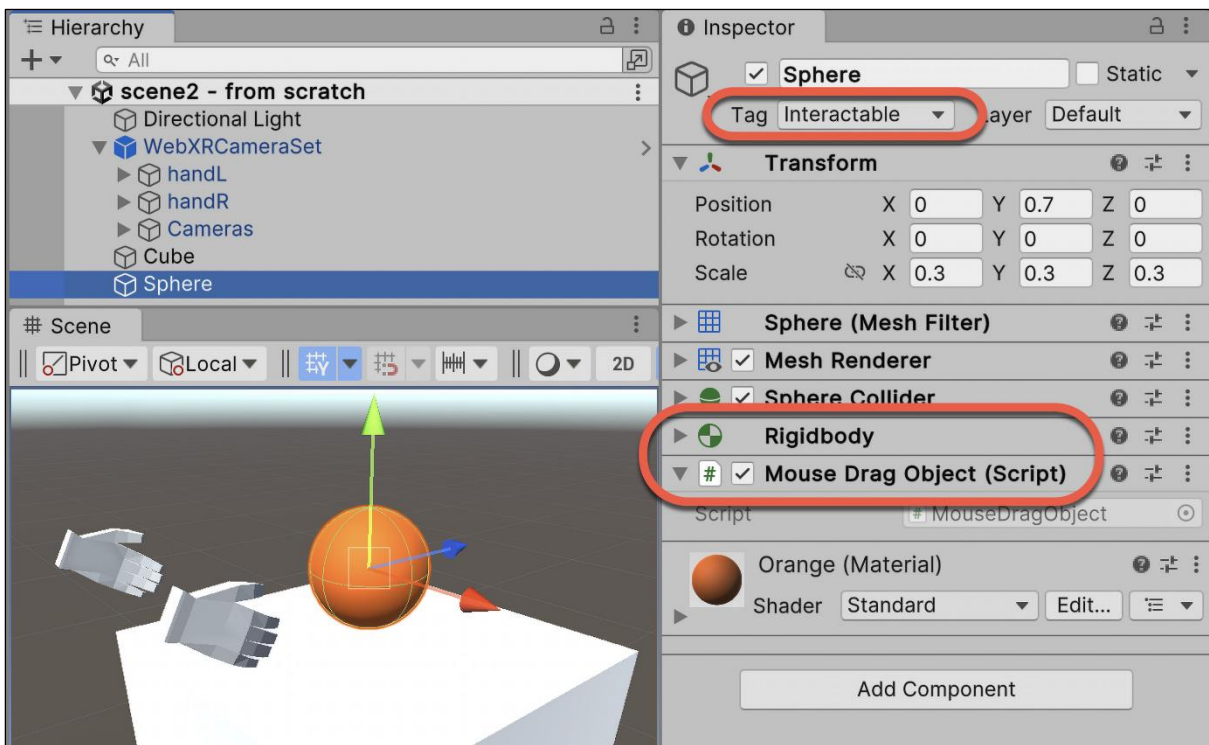 Hierarchy
All
scene2 - from scratch
Directional Light
WebXRCameraSet
handL
handR
Cameras
Cube
Sphere
Scene
Pivot Local 2D
Inspector
Sphere Static
Tag Interactable Layer Default
Transform
Position X 0 Y 0.7 Z 0
Rotation X 0 Y 0 Z 0
Scale X 0.3 Y 0.3 Z 0.3
Sphere (Mesh Filter)
Mesh Renderer
Sphere Collider
Rigidbody
# Mouse Drag Object (Script)
Script # MouseDragObject
Orange (Material)
Shader Standard Edit...
Add Component